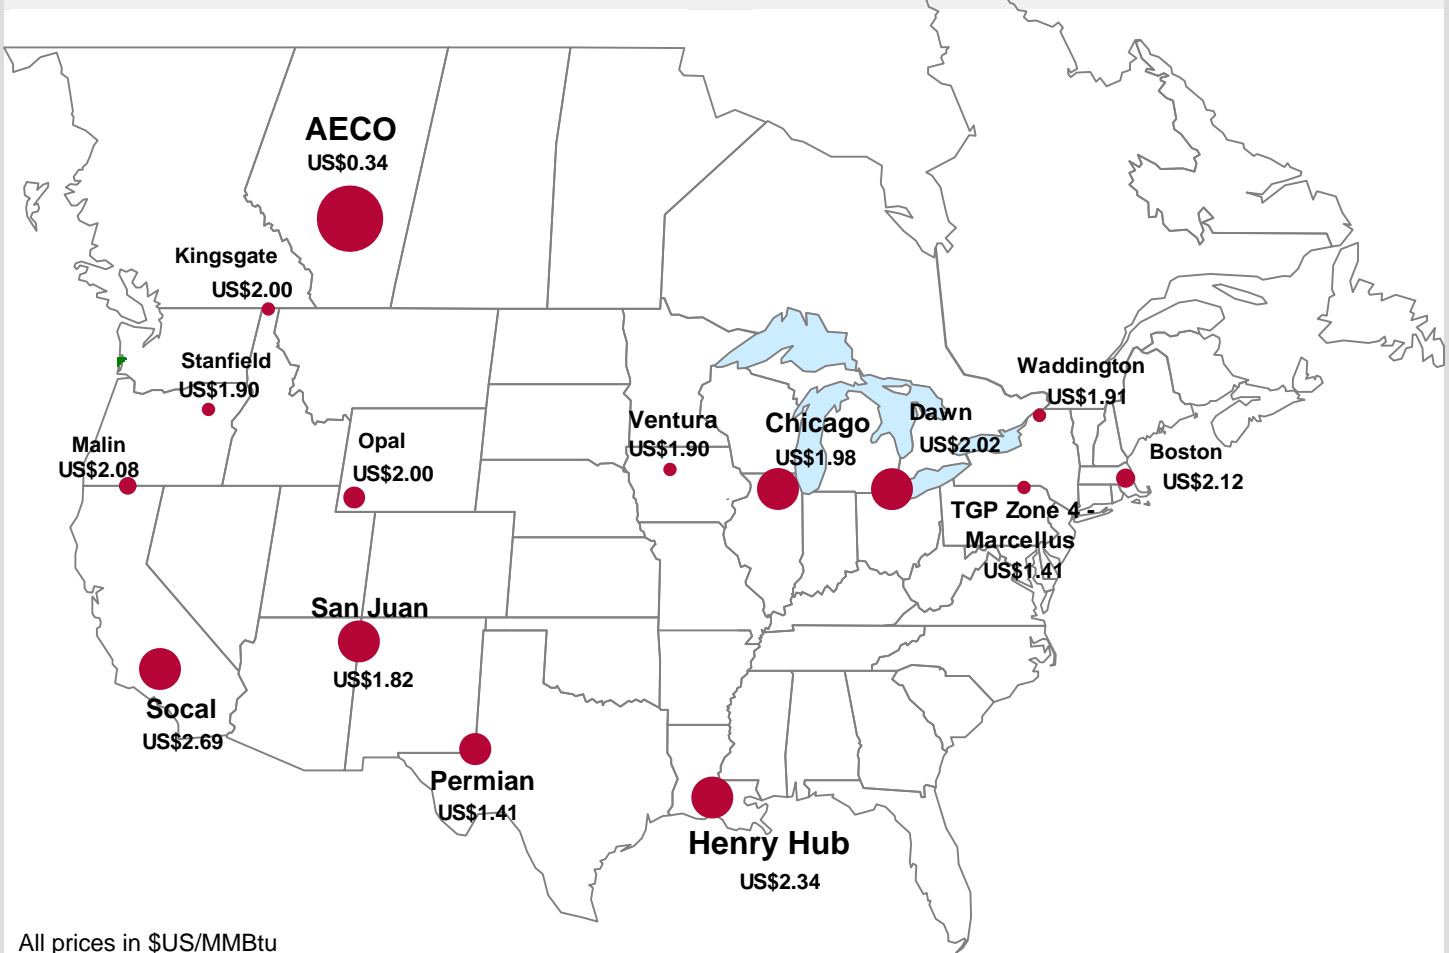 AECO
US$0.34
Kingsgate
US$2.00
Stanfield
US$1.90
Malin
US$2.08
Opal
US$2.00
Ventura
US$1.90
Chicago
US$1.98
Dawn
US$2.02
Waddington
US$1.91
Boston
US$2.12
TGP Zone 4 -
Marcellus
US$1.41
San Juan
US$1.82
Socal
US$2.69
Permian
US$1.41
Henry Hub
US$2.34
All prices in $US/MMBtu